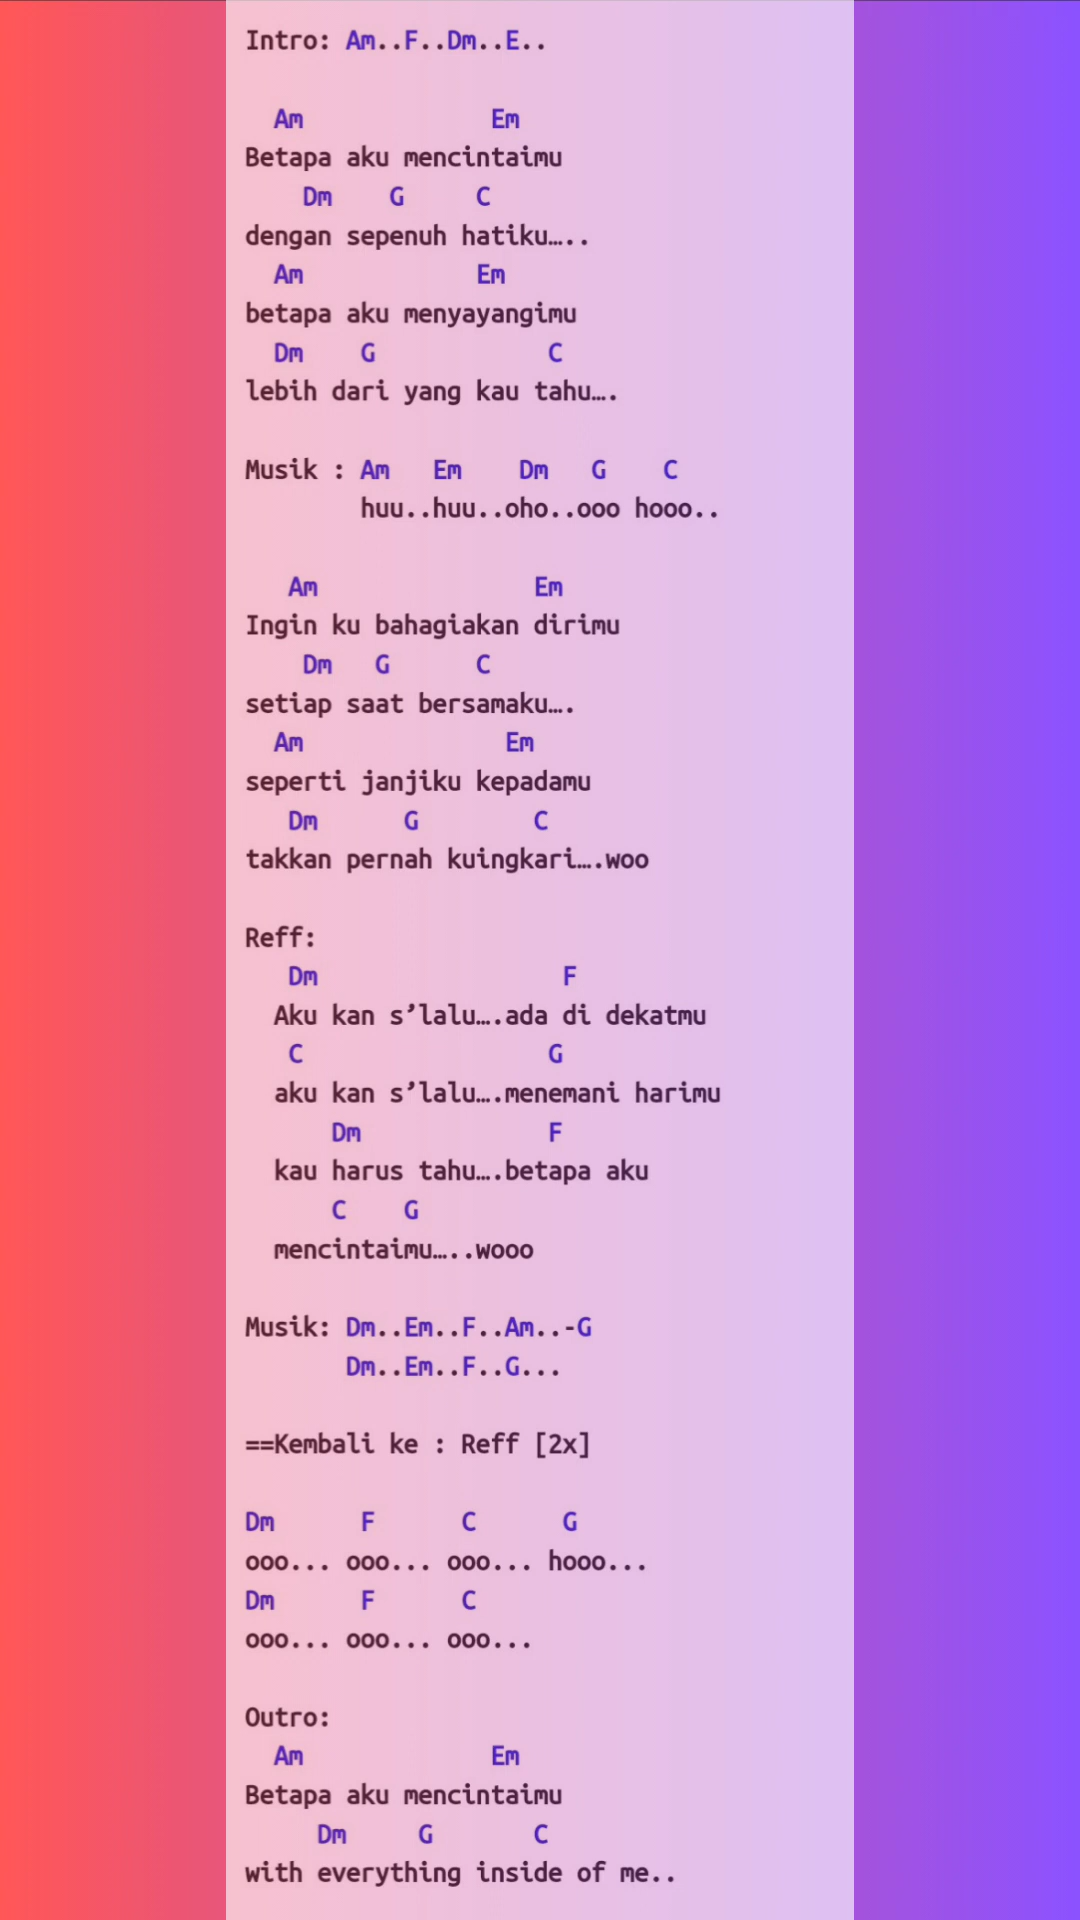 Intro: Am..F..Dm..E..
Am Em
Betapa aku mencintaimu
Dm G C
dengan sepenuh hatiku…..
Am Em
betapa aku menyayangimu
Dm G C
lebih dari yang kau tahu….
Musik : Am Em Dm G C
huu..huu..oho..ooo hooo..
Am Em
Ingin ku bahagiakan dirimu
Dm G C
setiap saat bersamaku….
Am Em
seperti janjiku kepadamu
Dm G C
takkan pernah kuingkari….woo
Reff:
Dm F
Aku kan s’lalu….ada di dekatmu
C G
aku kan s’lalu….menemani harimu
Dm F
kau harus tahu….betapa aku
C G
mencintaimu…..wooo
Musik: Dm..Em..F..Am..-G
Dm..Em..F..G...
==Kembali ke : Reff [2x]
Dm F C G
ooo... ooo... ooo... hooo...
Dm F C
ooo... ooo... ooo...
Outro:
Am Em
Betapa aku mencintaimu
Dm G C
with everything inside of me..